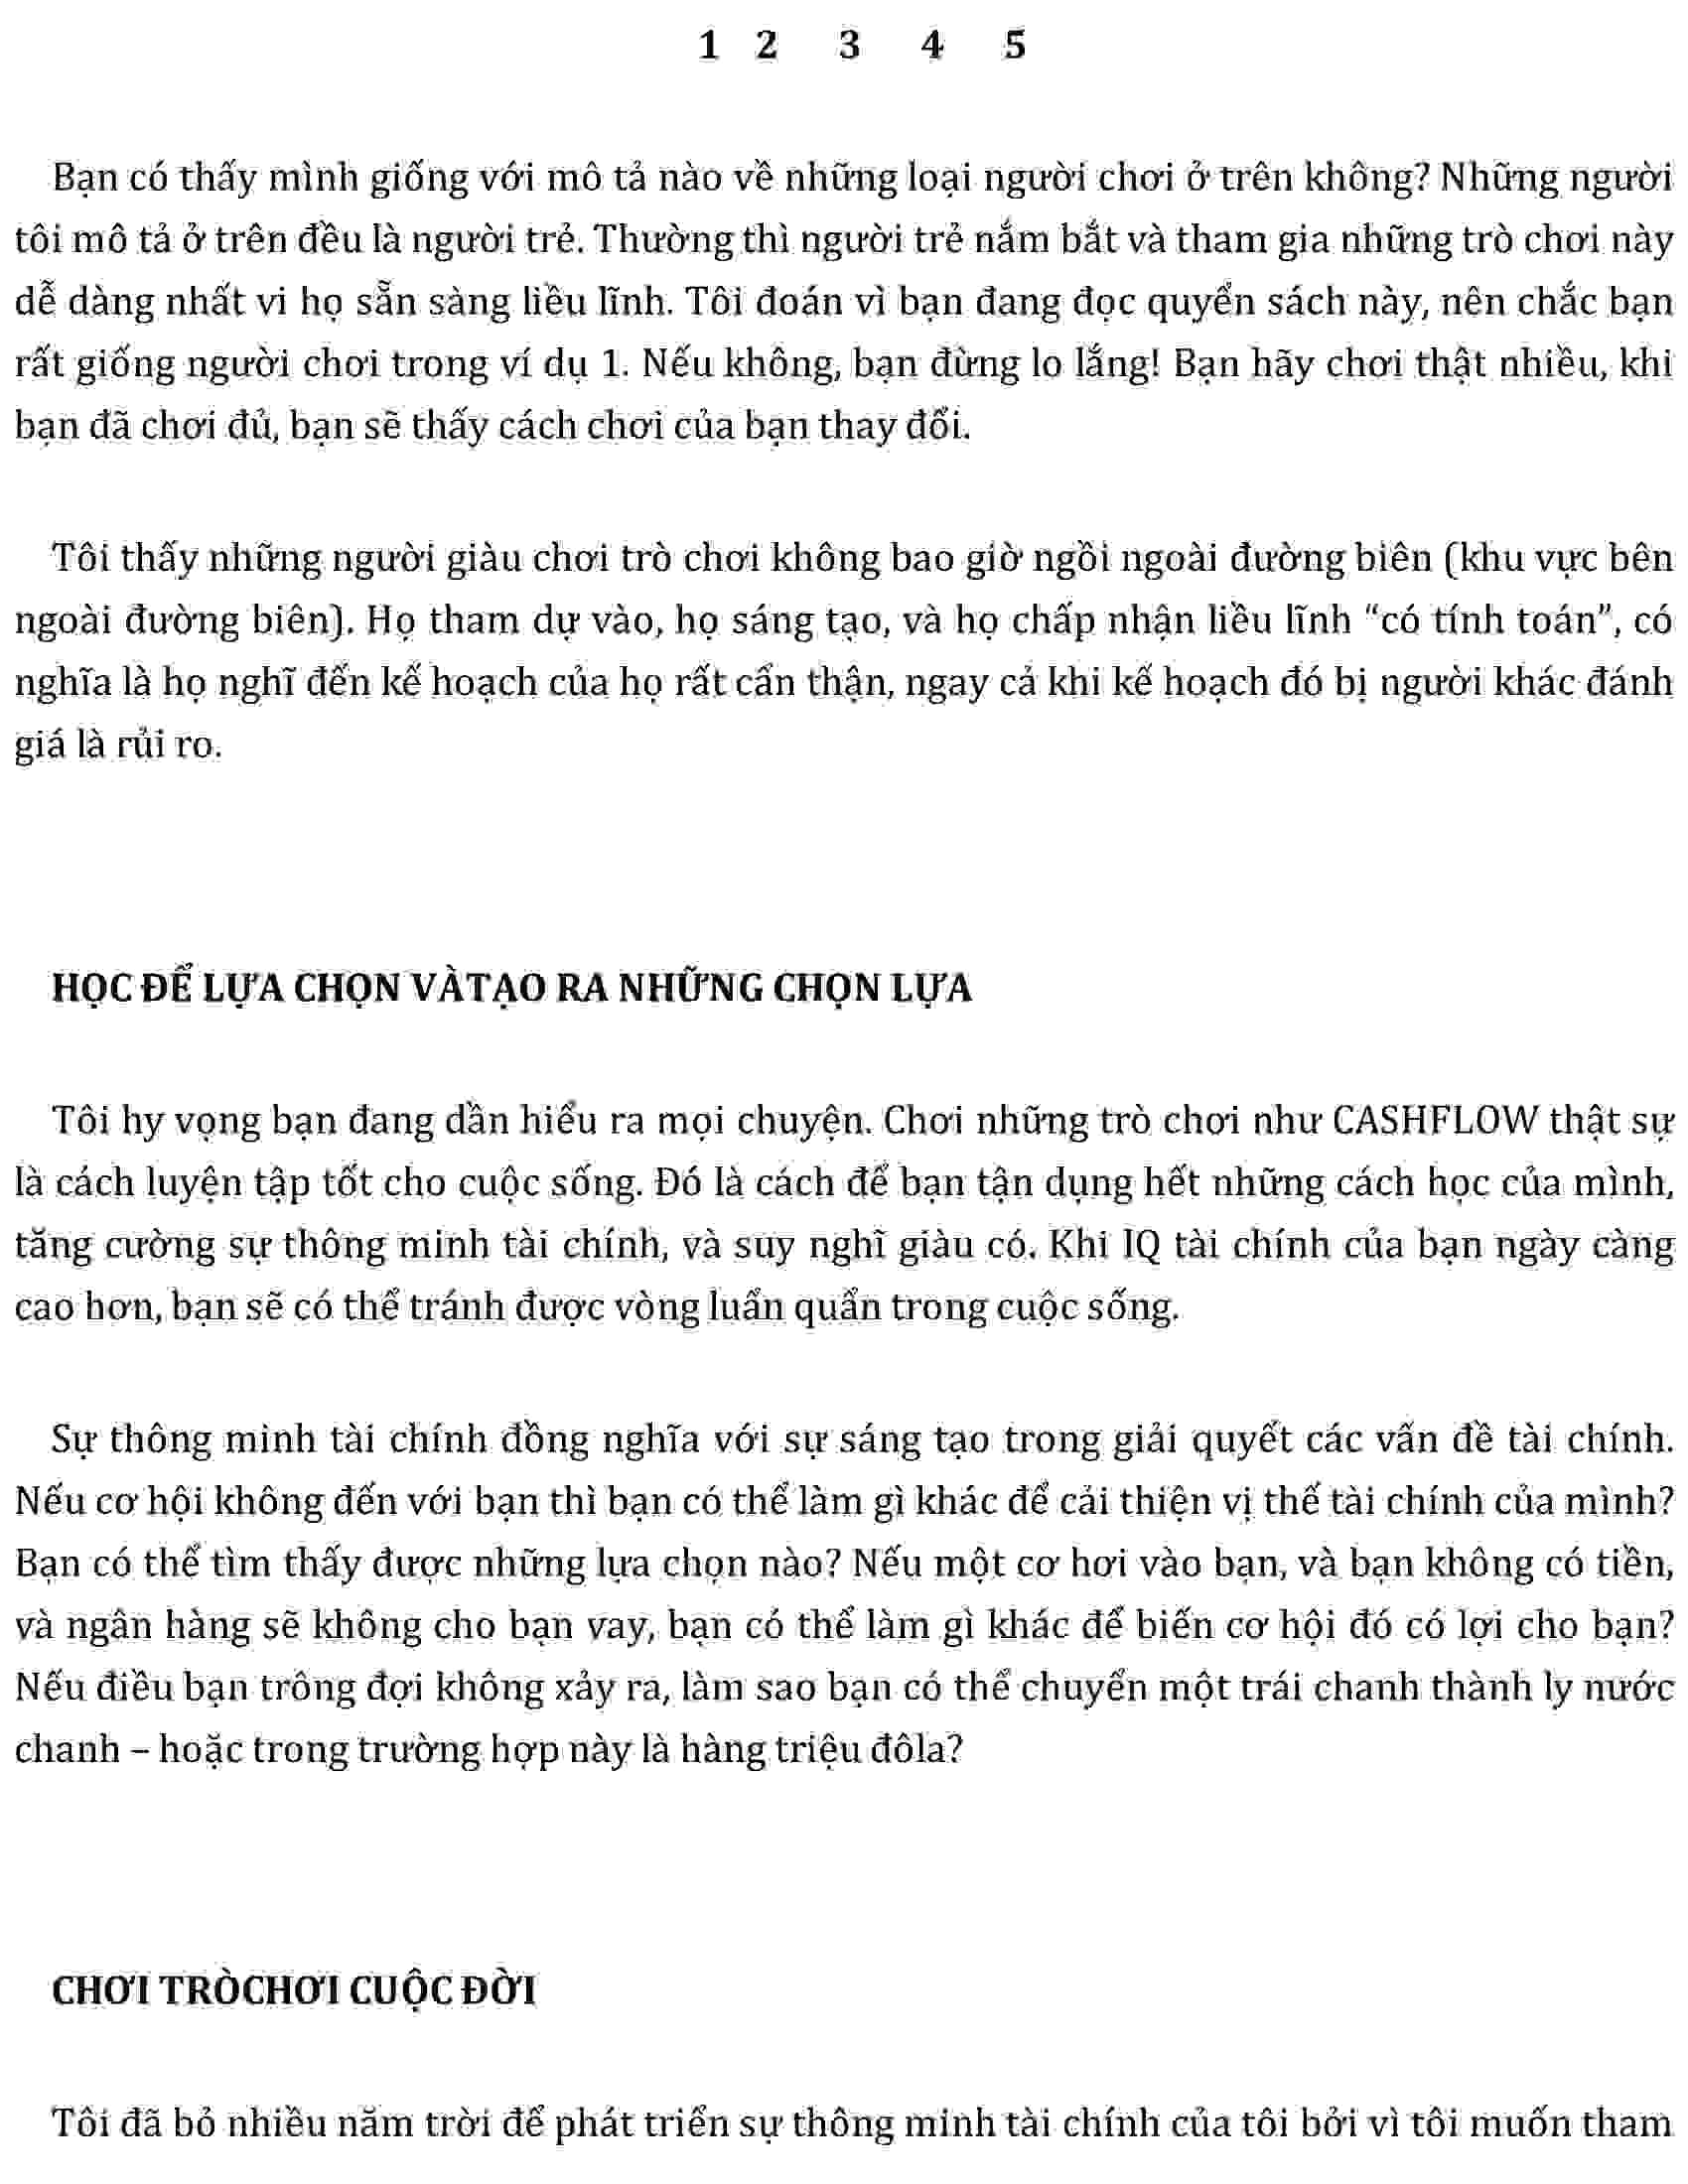 1 2 3 4 5
Bạn có thấy mình giống với mô tả nào về những loại người chơi ở trên không? Những người
tôi mô tả ở trên đều là người trẻ. Thường thì người trẻ nắm bắt và tham gia những trò chơi này
dễ dàng nhất vi họ sẵn sàng liều lĩnh. Tôi đoán vì bạn đang đọc quyển sách này, nên chắc bạn
rất giống người chơi trong ví dụ 1. Nếu không, bạn đừng lo lắng! Bạn hãy chơi thật nhiều, khi
bạn đã chơi đủ, bạn sẽ thấy cách chơi của bạn thay đổi.
Tôi thấy những người giàu chơi trò chơi không bao giờ ngồi ngoài đường biên (khu vực bên
ngoài đường biên). Họ tham dự vào, họ sáng tạo, và họ chấp nhận liều lĩnh “có tính toán”, có
nghĩa là họ nghĩ đến kế hoạch của họ rất cẩn thận, ngay cả khi kế hoạch đó bị người khác đánh
giá là rủi ro.
HỌC ĐỂ LỰA CHỌN VÀTẠO RA NHỮNG CHỌN LỰA
Tôi hy vọng bạn đang dần hiểu ra mọi chuyện. Chơi những trò chơi như CASHFLOW thật sự
là cách luyện tập tốt cho cuộc sống. Đó là cách để bạn tận dụng hết những cách học của mình,
tăng cường sự thông minh tài chính, và suy nghĩ giàu có. Khi IQ tài chính của bạn ngày càng
cao hơn, bạn sẽ có thể tránh được vòng luẩn quẩn trong cuộc sống.
Sự thông minh tài chính đồng nghĩa với sự sáng tạo trong giải quyết các vấn đề tài chính.
Nếu cơ hội không đến với bạn thì bạn có thể làm gì khác để cải thiện vị thế tài chính của mình?
Bạn có thể tìm thấy được những lựa chọn nào? Nếu một cơ hơi vào bạn, và bạn không có tiền,
và ngân hàng sẽ không cho bạn vay, bạn có thể làm gì khác để biến cơ hội đó có lợi cho bạn?
Nếu điều bạn trông đợi không xảy ra, làm sao bạn có thể chuyển một trái chanh thành ly nước
chanh – hoặc trong trường hợp này là hàng triệu đôla?
CHƠI TRÒCHƠI CUỘC ĐỜI
Tôi đã bỏ nhiều năm trời để phát triển sự thông minh tài chính của tôi bởi vì tôi muốn tham